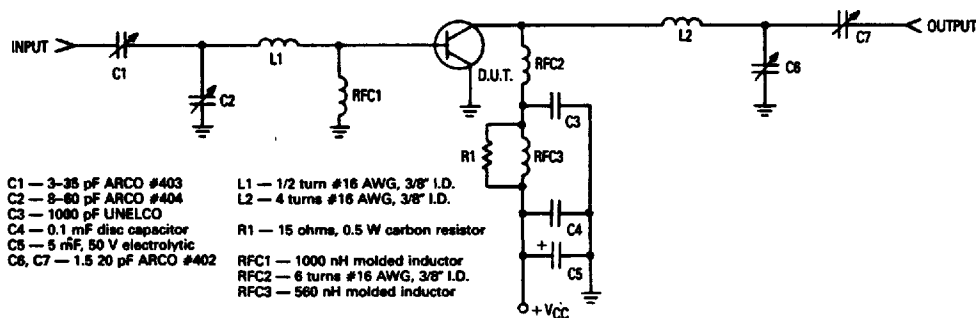 INPUT
C1
C2
L1
RFC1
D.U.T.
RFC2
C3
R1
RFC3
C4
+
C5
+ VCC
L2
C6
C7
OUTPUT
C1 — 3–35 pF ARCO #403
C2 — 8–60 pF ARCO #404
C3 — 1000 pF UNELCO
C4 — 0.1 mF disc capacitor
C5 — 5 mF, 50 V electrolytic
C6, C7 — 1.5 20 pF ARCO #402
L1 — 1/2 turn #16 AWG, 3/8" I.D.
L2 — 4 turns #16 AWG, 3/8" I.D.
R1 — 15 ohms, 0.5 W carbon resistor
RFC1 — 1000 nH molded inductor
RFC2 — 6 turns #16 AWG, 3/8" I.D.
RFC3 — 560 nH molded inductor